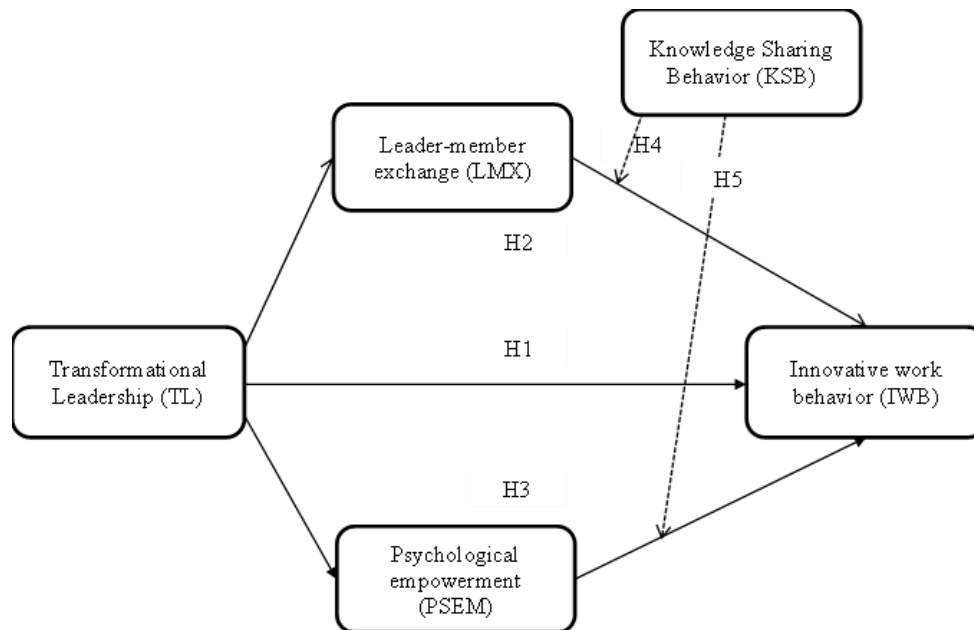 Knowledge Sharing
Behavior (KSB)
Leader-member
exchange (LMX)
H4
H5
H2
H1
Transformational
Leadership (TL)
Innovative work
behavior (IWB)
H3
Psychological
empowerment
(PSEM)